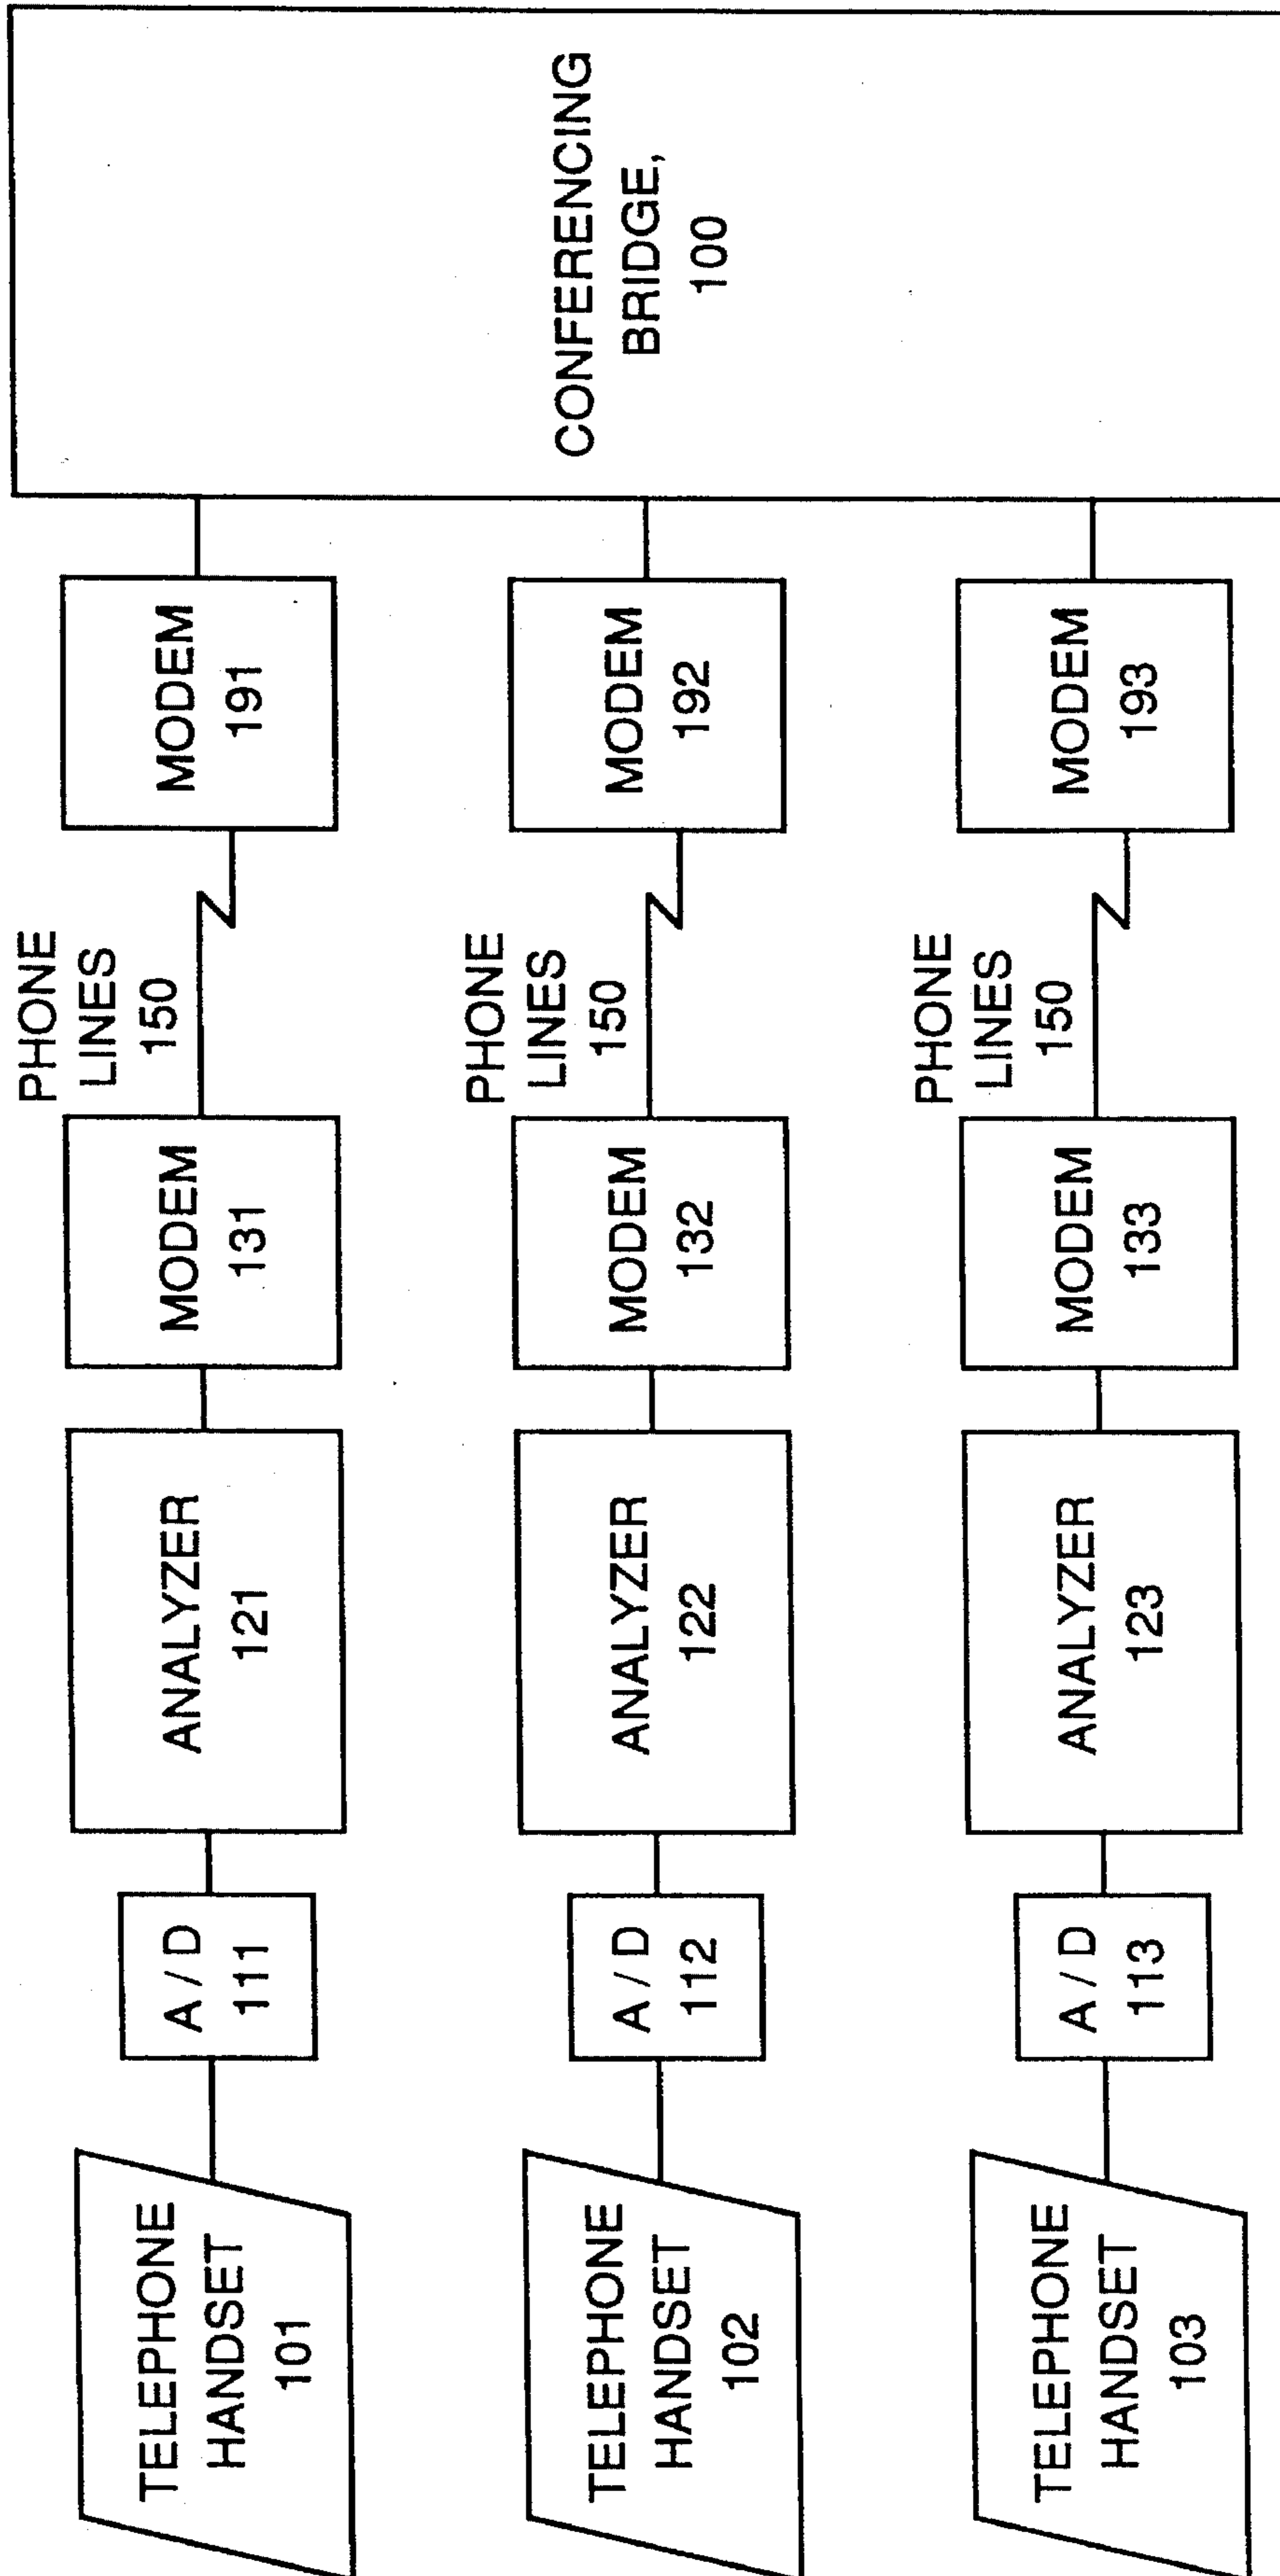 TELEPHONE
HANDSET
101
A / D
111
ANALYZER
121
MODEM
131
PHONE
LINES
150
MODEM
191
TELEPHONE
HANDSET
102
A / D
112
ANALYZER
122
MODEM
132
PHONE
LINES
150
MODEM
192
TELEPHONE
HANDSET
103
A / D
113
ANALYZER
123
MODEM
133
PHONE
LINES
150
MODEM
193
CONFERENCING
BRIDGE,
100